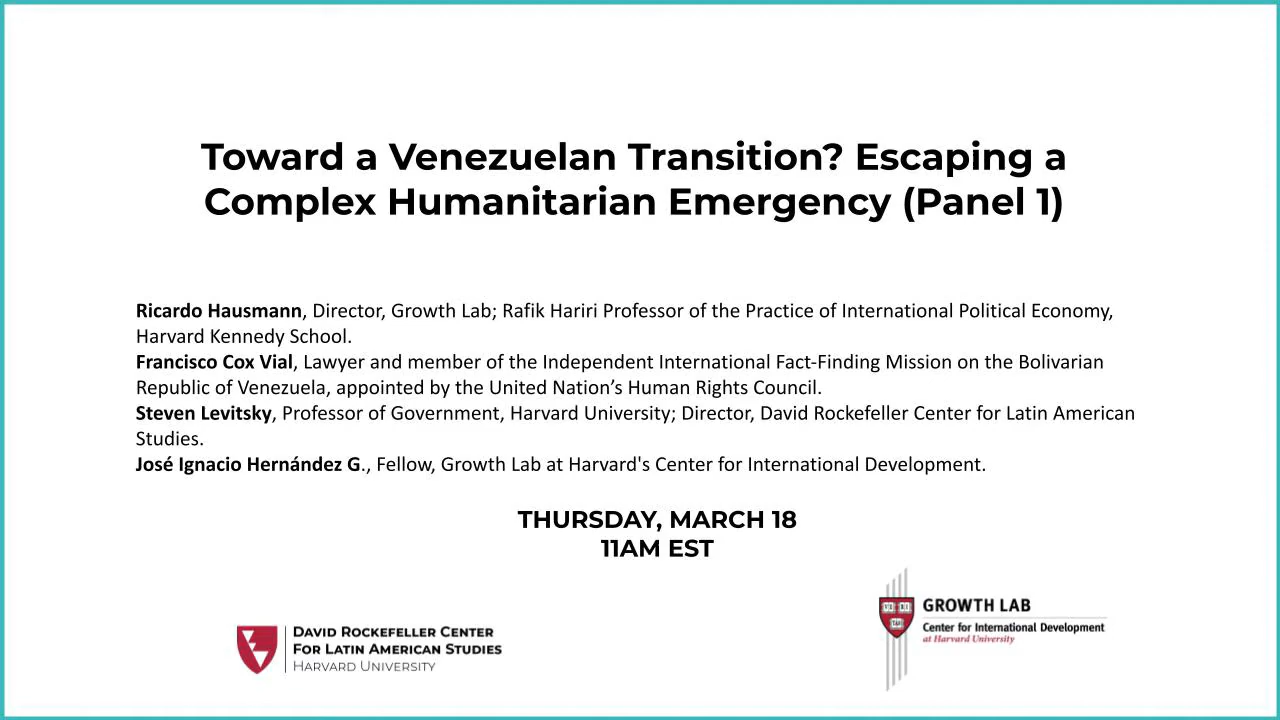 Toward a Venezuelan Transition? Escaping a
Complex Humanitarian Emergency (Panel 1)
Ricardo Hausmann, Director, Growth Lab; Rafik Hariri Professor of the Practice of International Political Economy,
Harvard Kennedy School.
Francisco Cox Vial, Lawyer and member of the Independent International Fact-Finding Mission on the Bolivarian
Republic of Venezuela, appointed by the United Nation’s Human Rights Council.
Steven Levitsky, Professor of Government, Harvard University; Director, David Rockefeller Center for Latin American
Studies.
José Ignacio Hernández G., Fellow, Growth Lab at Harvard's Center for International Development.
THURSDAY, MARCH 18
11AM EST
DAVID ROCKEFELLER CENTER
FOR LATIN AMERICAN STUDIES
HARVARD UNIVERSITY
VE RI
TAS
GROWTH LAB
Center for International Development
at Harvard University